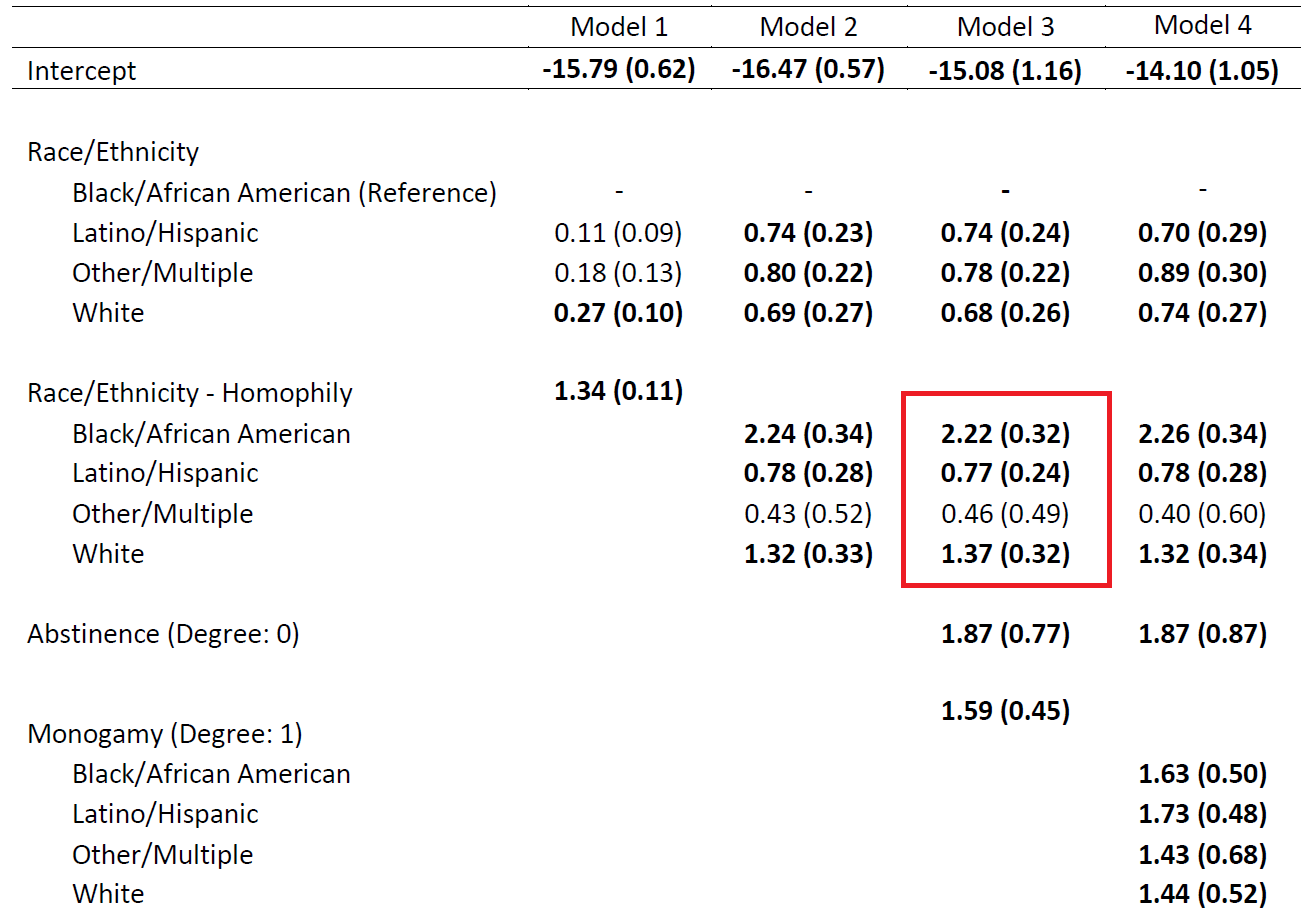 Model 1 Model 2 Model 3 Model 4
Intercept -15.79 (0.62) -16.47 (0.57) -15.08 (1.16) -14.10 (1.05)
Race/Ethnicity
Black/African American (Reference) - - - -
Latino/Hispanic 0.11 (0.09) 0.74 (0.23) 0.74 (0.24) 0.70 (0.29)
Other/Multiple 0.18 (0.13) 0.80 (0.22) 0.78 (0.22) 0.89 (0.30)
White 0.27 (0.10) 0.69 (0.27) 0.68 (0.26) 0.74 (0.27)
Race/Ethnicity - Homophily 1.34 (0.11)
Black/African American 2.24 (0.34) 2.22 (0.32) 2.26 (0.34)
Latino/Hispanic 0.78 (0.28) 0.77 (0.24) 0.78 (0.28)
Other/Multiple 0.43 (0.52) 0.46 (0.49) 0.40 (0.60)
White 1.32 (0.33) 1.37 (0.32) 1.32 (0.34)
Abstinence (Degree: 0) 1.87 (0.77) 1.87 (0.87)
1.59 (0.45)
Monogamy (Degree: 1)
Black/African American 1.63 (0.50)
Latino/Hispanic 1.73 (0.48)
Other/Multiple 1.43 (0.68)
White 1.44 (0.52)